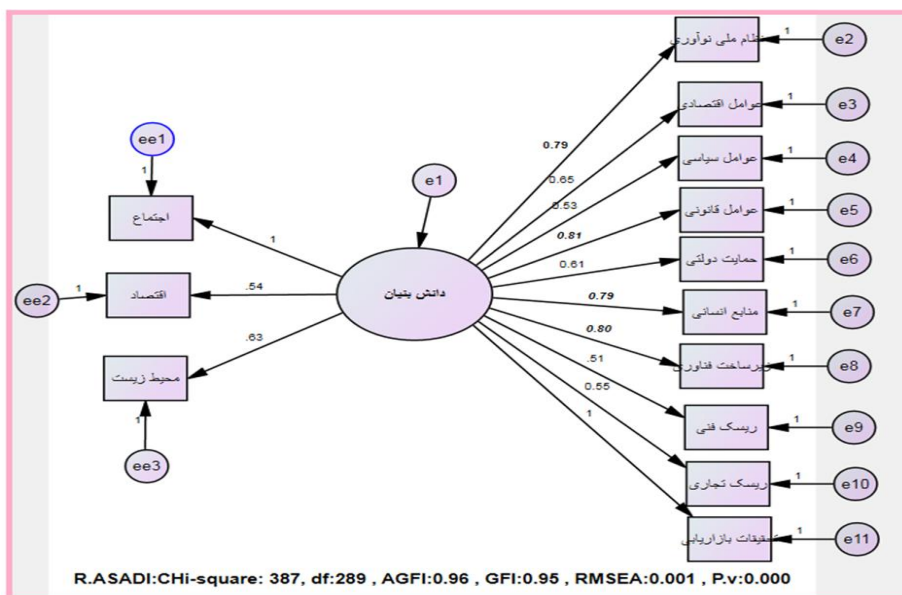 نظام ملی نوآوری
1
e2
عوامل اقتصادی
1
e3
عوامل سیاسی
1
e4
عوامل قانونی
1
e5
حمایت دولتی
1
e6
منابع انسانی
1
e7
زیرساخت فناوری
1
e8
ریسک فنی
1
e9
ریسک تجاری
1
e10
تحقیقات بازاریابی
1
e11
0.79
0.65
0.53
0.81
0.61
0.79
0.80
.51
0.55
1
e1
دانش بنیان
ee1
1
اجتماع
1
ee2
1
اقتصاد
.54
محیط زیست
.63
1
ee3
R.ASADI:CHi-square: 387, df:289 , AGFI:0.96 , GFI:0.95 , RMSEA:0.001 , P.v:0.000